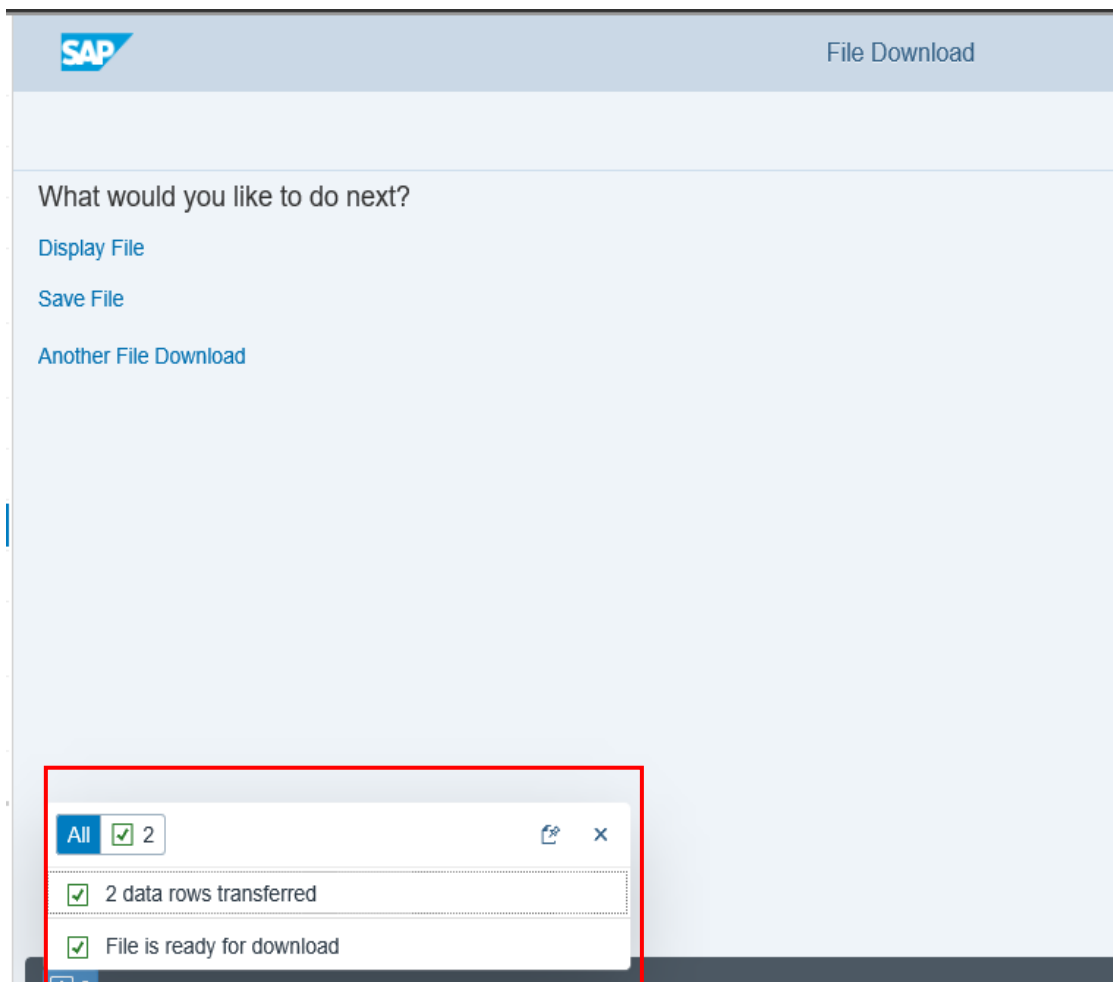 SAP
File Download
What would you like to do next?
Display File
Save File
Another File Download
All 2
2 data rows transferred
File is ready for download